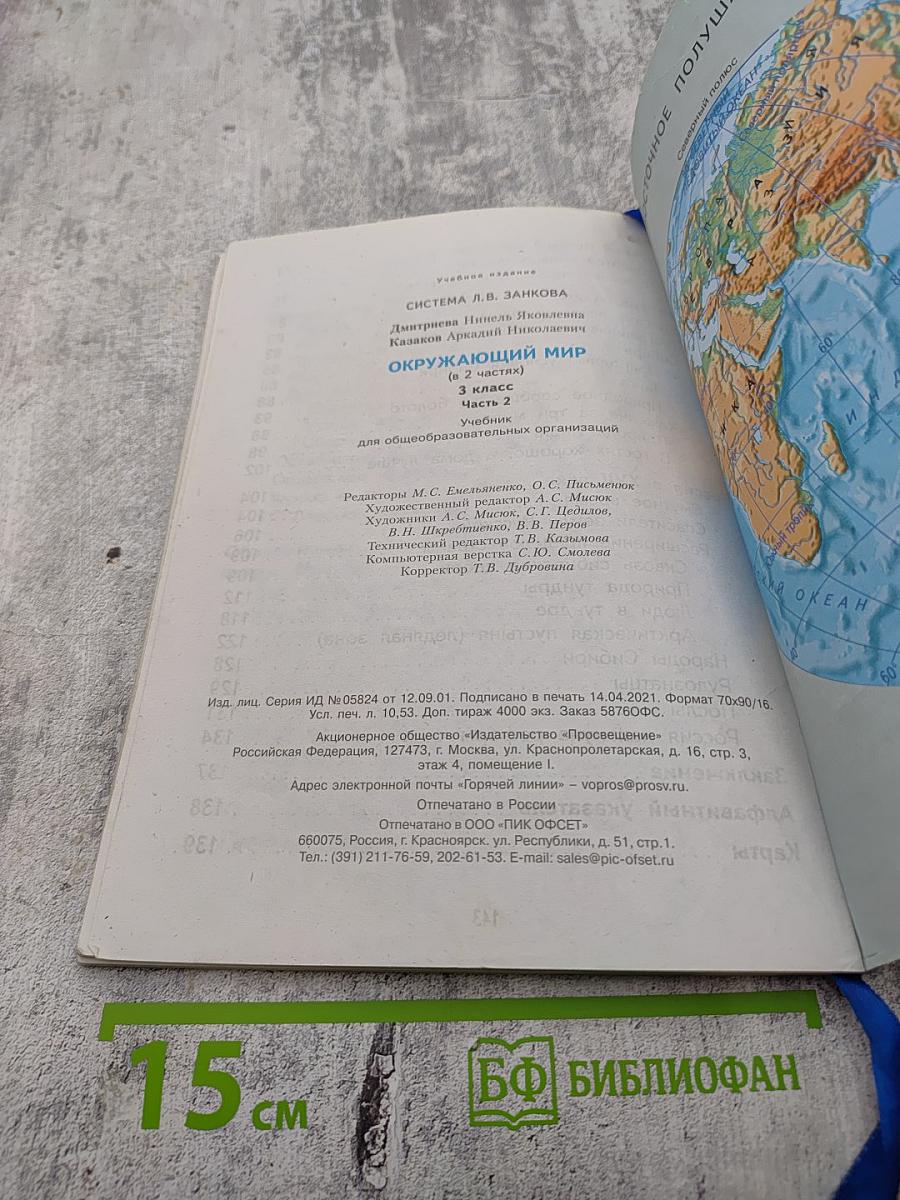 Учебное издание
СИСТЕМА Л.В. ЗАНКОВА
Дмитриева Нинель Яковлевна
Казаков Аркадий Николаевич
ОКРУЖАЮЩИЙ МИР
(в 2 частях)
3 класс
Часть 2
Учебник
для общеобразовательных организаций
Редакторы М.С. Емельяненко, О.С. Письменюк
Художественный редактор А.С. Мисюк
Художники А.С. Мисюк, С.Г. Цедилов,
В.Н. Шкребтиенко, В.В. Перов
Технический редактор Т.В. Казымова
Компьютерная верстка С.Ю. Смолева
Корректор Т.В. Дубровина
Изд. лиц. Серия ИД №05824 от 12.09.01. Подписано в печать 14.04.2021. Формат 70х90/16.
Усл. печ. л. 10,53. Доп. тираж 4000 экз. Заказ 5876ОФС.
Акционерное общество «Издательство «Просвещение»
Российская Федерация, 127473, г. Москва, ул. Краснопролетарская, д. 16, стр. 3,
этаж 4, помещение I.
Адрес электронной почты «Горячей линии» – vopros@prosv.ru.
Отпечатано в России
Отпечатано в ООО «ПИК ОФСЕТ»
660075, Россия, г. Красноярск. ул. Республики, д. 51, стр.1.
Тел.: (391) 211-76-59, 202-61-53. E-mail: sales@pic-ofset.ru
Северный полюс
ЕВРАЗИЯ
60
60
15 см
БФ БИБЛИОФАН